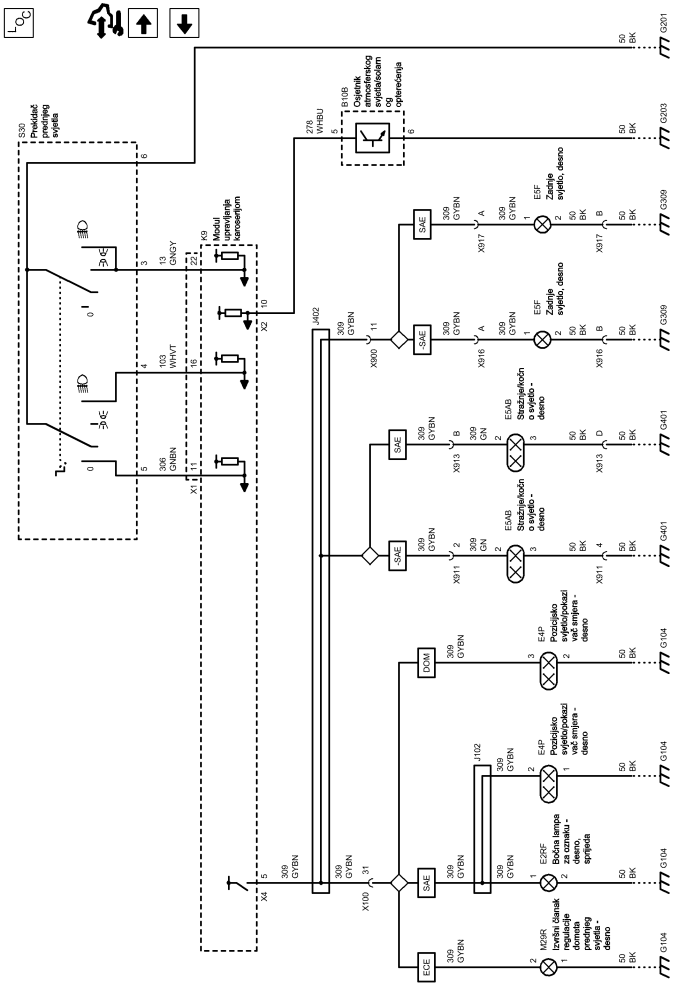 LOC
S30
Prekidač
prednjeg
svjetla
6
3
13
GNGY
22
4
103
WHVT
16
5
306
GNBN
11
X1
0
0
K9
Modul
upravljanja
karoserijom
10
X2
278
WHBU
5
B10B
Osjetnik
atmosferskog
svjetla/solarn
og
opterećenja
6
50
BK
G201
50
BK
G203
X4
5
309
GYBN
J402
309
GYBN
11
X900
SAE
309
GYBN
A
X917
309
GYBN
1
E5F
Zadnje
svjetlo, desno
2
50
BK
B
X917
50
BK
G309
-SAE
309
GYBN
A
X916
309
GYBN
1
E5F
Zadnje
svjetlo, desno
2
50
BK
B
X916
50
BK
G309
SAE
309
GYBN
B
X913
309
GN
2
E5AB
Stražnje/kočn
o svjetlo -
desno
3
50
BK
D
X913
50
BK
G401
-SAE
309
GYBN
2
X911
309
GN
2
E5AB
Stražnje/kočn
o svjetlo -
desno
3
50
BK
4
X911
50
BK
G401
309
GYBN
31
X100
DOM
309
GYBN
3
E4P
Pozicijsko
svjetlo/pokazi
vač smjera -
desno
2
50
BK
G104
SAE
309
GYBN
J102
309
GYBN
2
E4P
Pozicijsko
svjetlo/pokazi
vač smjera -
desno
1
50
BK
G104
309
GYBN
1
E2RF
Bočna lampa
za oznaku -
desno,
sprijeda
2
50
BK
G104
ECE
309
GYBN
2
M29R
Izvršni članak
regulacije
dometa
prednjeg
svjetla -
desno
1
50
BK
G104